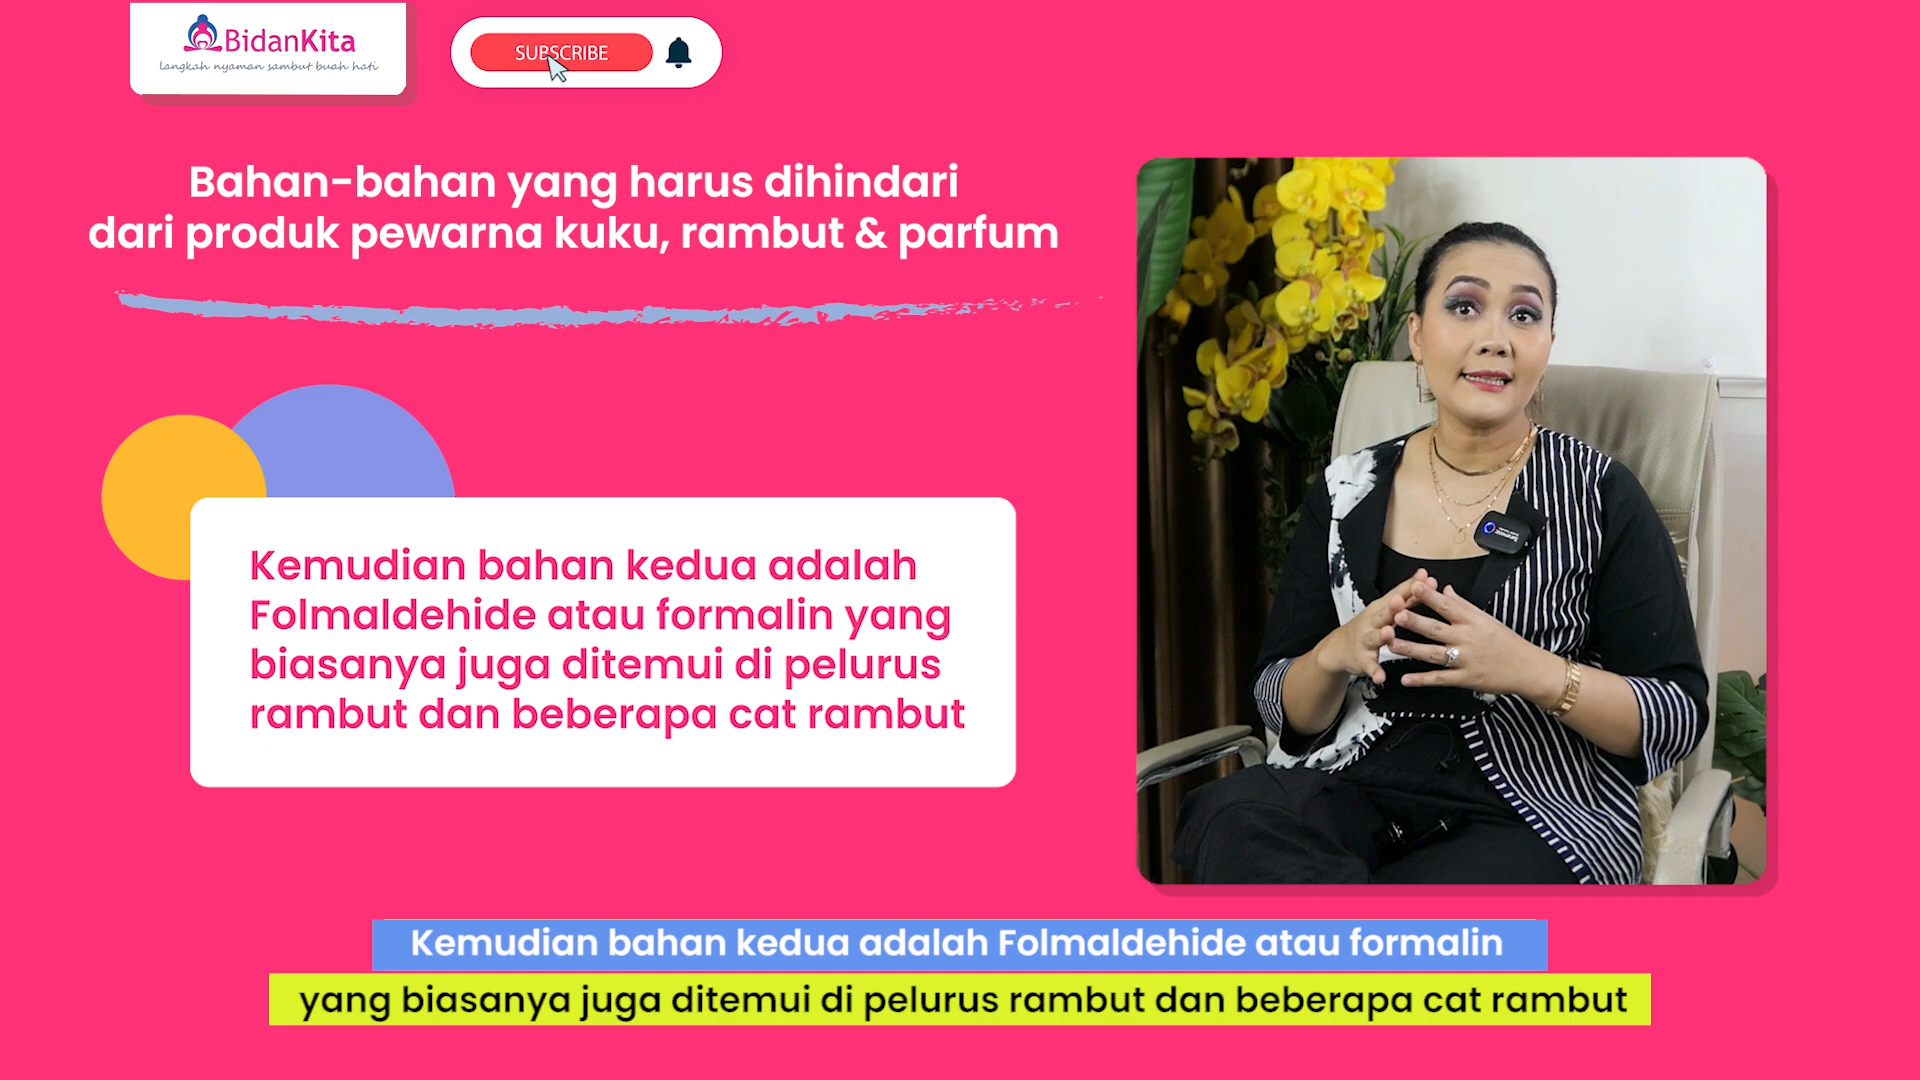 BidanKita
langkah nyaman sambut buah hati
SUBSCRIBE
Bahan-bahan yang harus dihindari
dari produk pewarna kuku, rambut & parfum
Kemudian bahan kedua adalah
Folmaldehide atau formalin yang
biasanya juga ditemui di pelurus
rambut dan beberapa cat rambut
Kemudian bahan kedua adalah Folmaldehide atau formalin
yang biasanya juga ditemui di pelurus rambut dan beberapa cat rambut